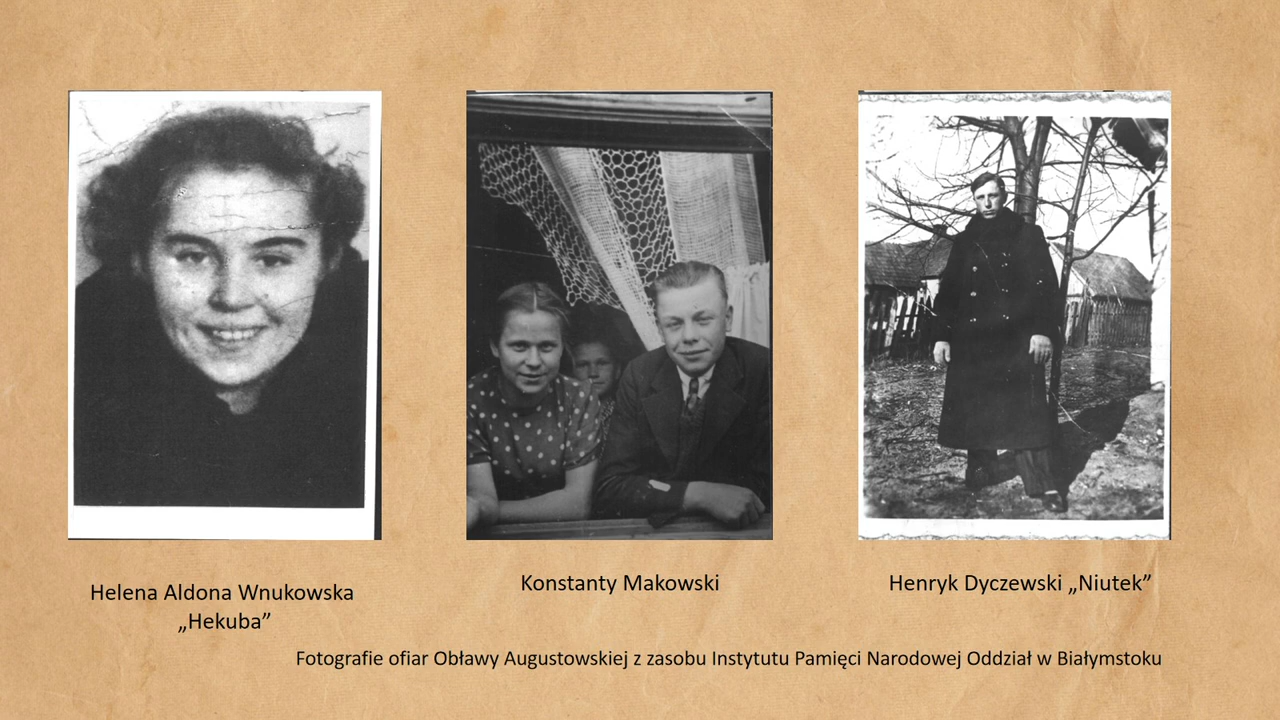 Helena Aldona Wnukowska
„Hekuba”
Konstanty Makowski
Henryk Dyczewski „Niutek”
Fotografie ofiar Obławy Augustowskiej z zasobu Instytutu Pamięci Narodowej Oddział w Białymstoku